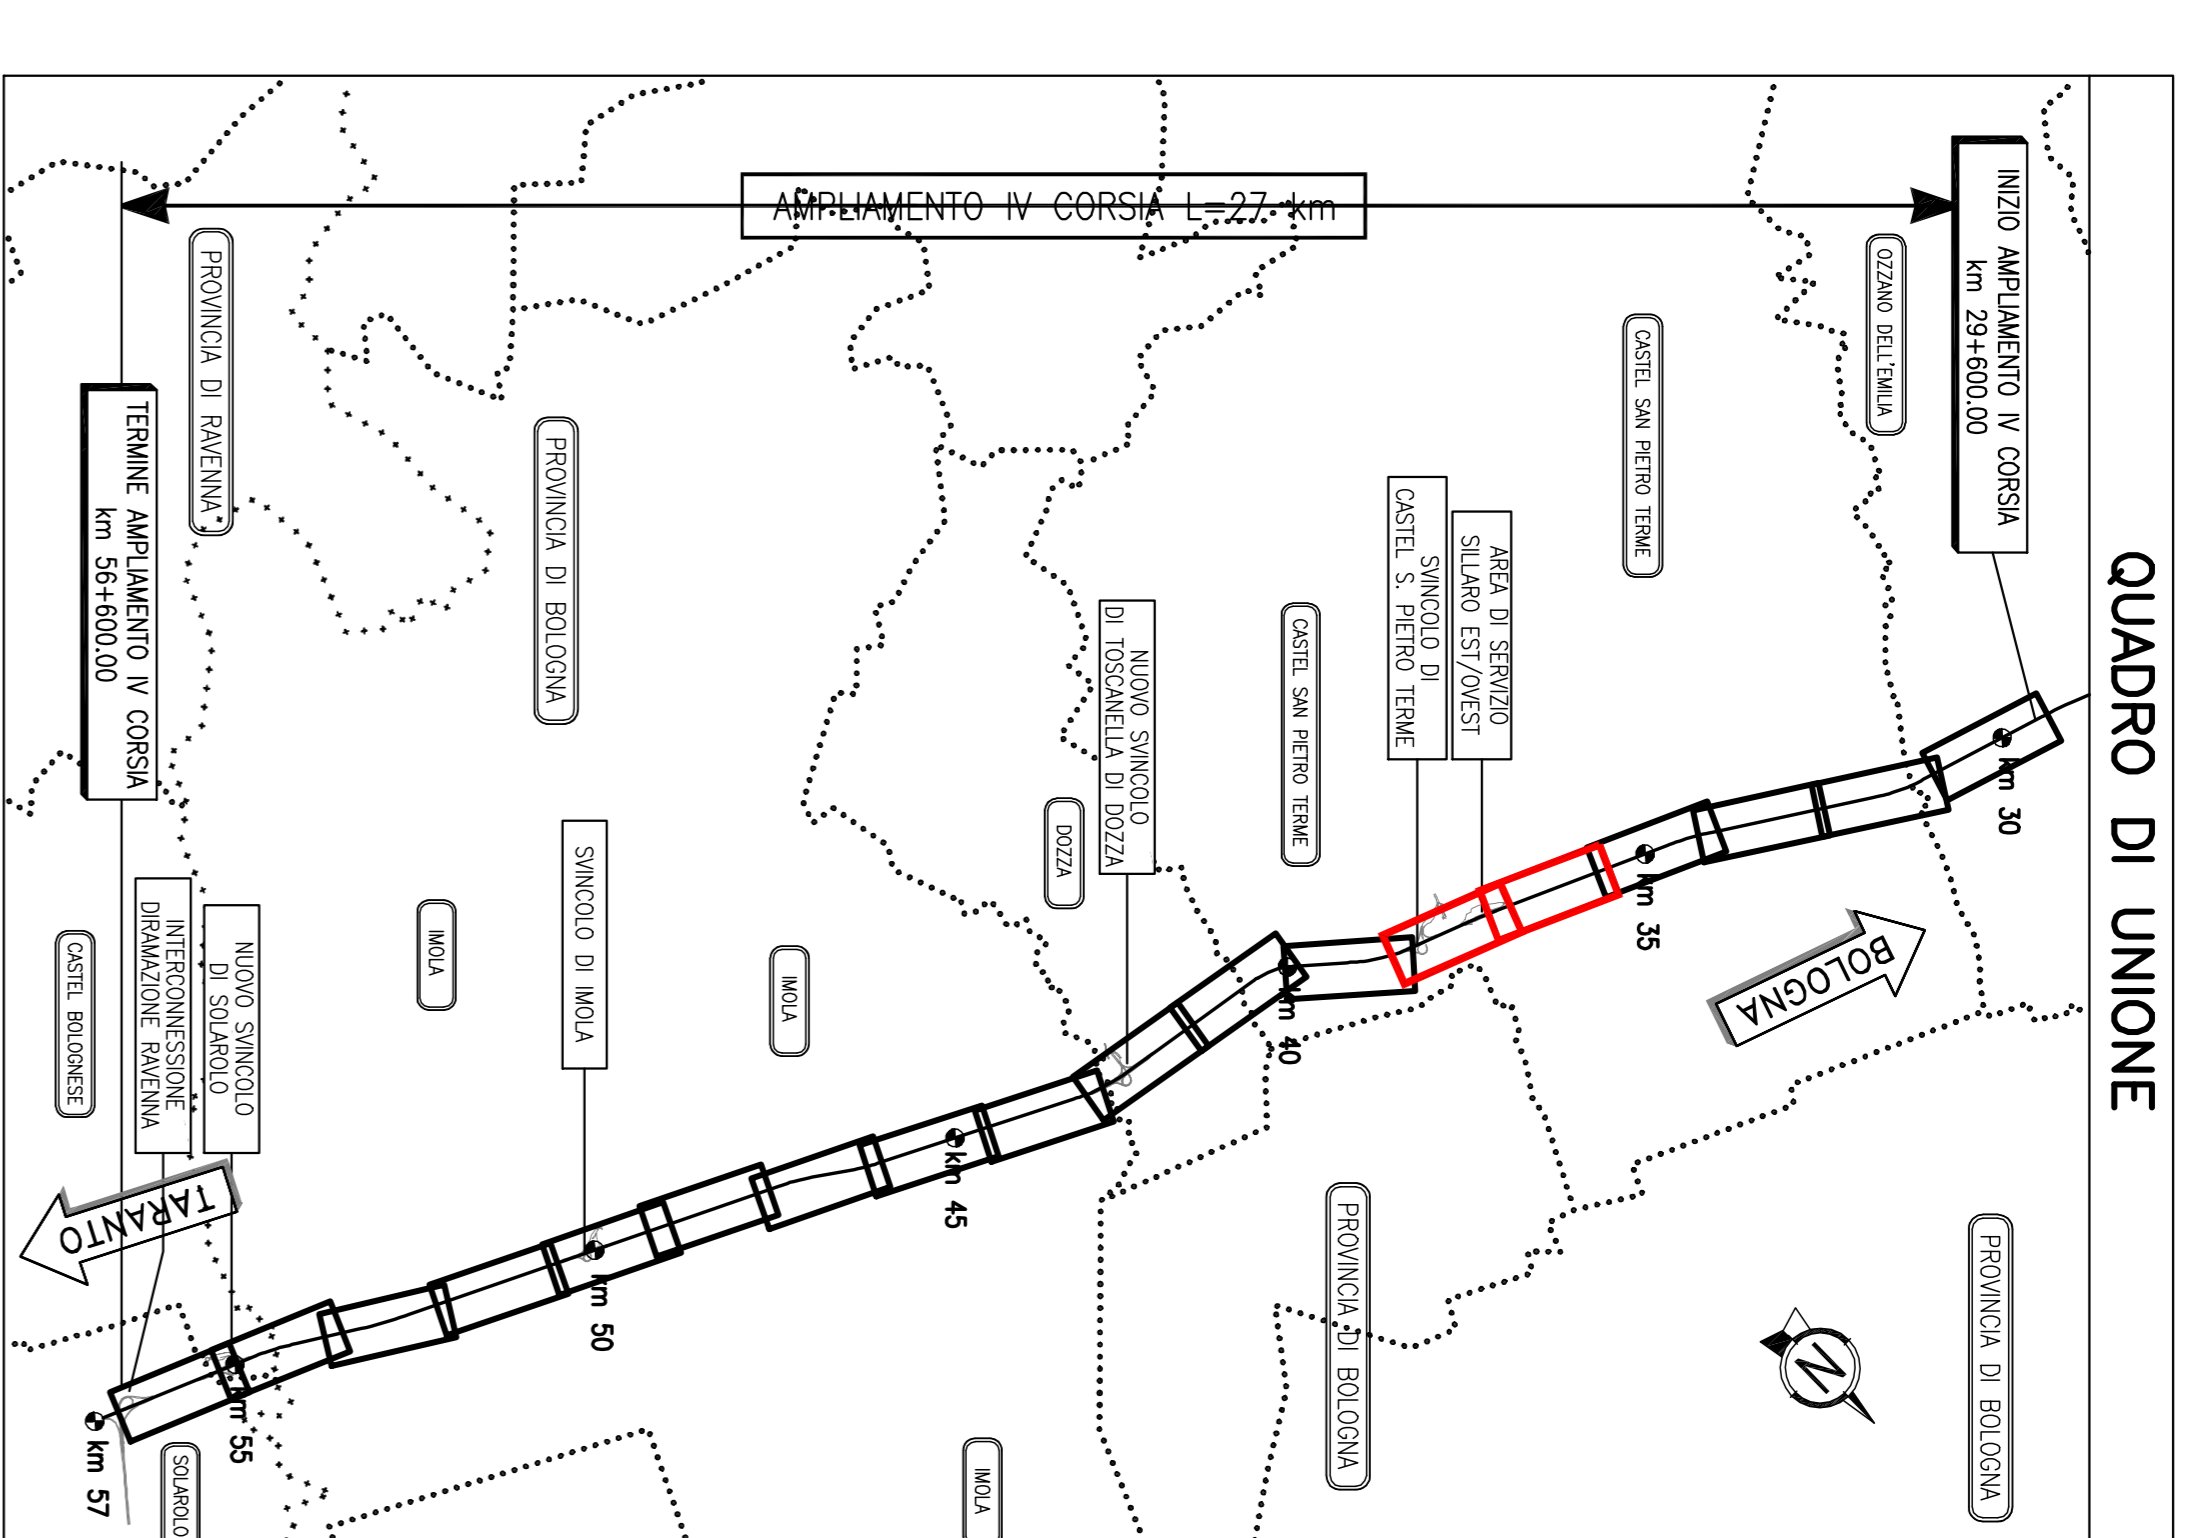 QUADRO DI UNIONE
INIZIO AMPLIAMENTO IV CORSIA
km 29+600.00
AMPLIAMENTO IV CORSIA L=27 km
TERMINE AMPLIAMENTO IV CORSIA
km 56+600.00
OZZANO DELL'EMILIA
CASTEL SAN PIETRO TERME
AREA DI SERVIZIO
SILLARO EST/OVEST
SVINCOLO DI
CASTEL S. PIETRO TERME
CASTEL SAN PIETRO TERME
NUOVO SVINCOLO
DI TOSCANELLA DI DOZZA
DOZZA
PROVINCIA DI BOLOGNA
PROVINCIA DI RAVENNA
SVINCOLO DI IMOLA
IMOLA
IMOLA
NUOVO SVINCOLO
DI SOLAROLO
INTERCONNESSIONE
DIRAMAZIONE RAVENNA
CASTEL BOLOGNESE
BOLOGNA
TARANTO
km 30
km 35
km 40
km 45
km 50
km 55
km 57
PROVINCIA DI BOLOGNA
PROVINCIA DI BOLOGNA
N
IMOLA
SOLAROLO